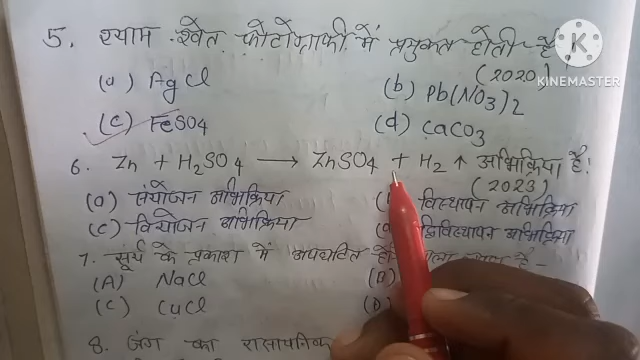 5. श्याम श्वेत फोटोग्राफी में प्रयुक्त होती है
(2020)
(a) AgCl (b) Pb(NO3)2
(c) FeSO4 (d) CaCO3
6. Zn + H2SO4 → ZnSO4 + H2 ↑ अभिक्रिया है!
(2023)
(a) संयोजन अभिक्रिया विस्थापन अभिक्रिया
(c) वियोजन अभिक्रिया द्विविस्थापन अभिक्रिया
7. सूर्य के प्रकाश में अपघटित है -
(A) NaCl (B)
(C) CuCl (D)
8. जंग का रासायनिक
KINEMASTER